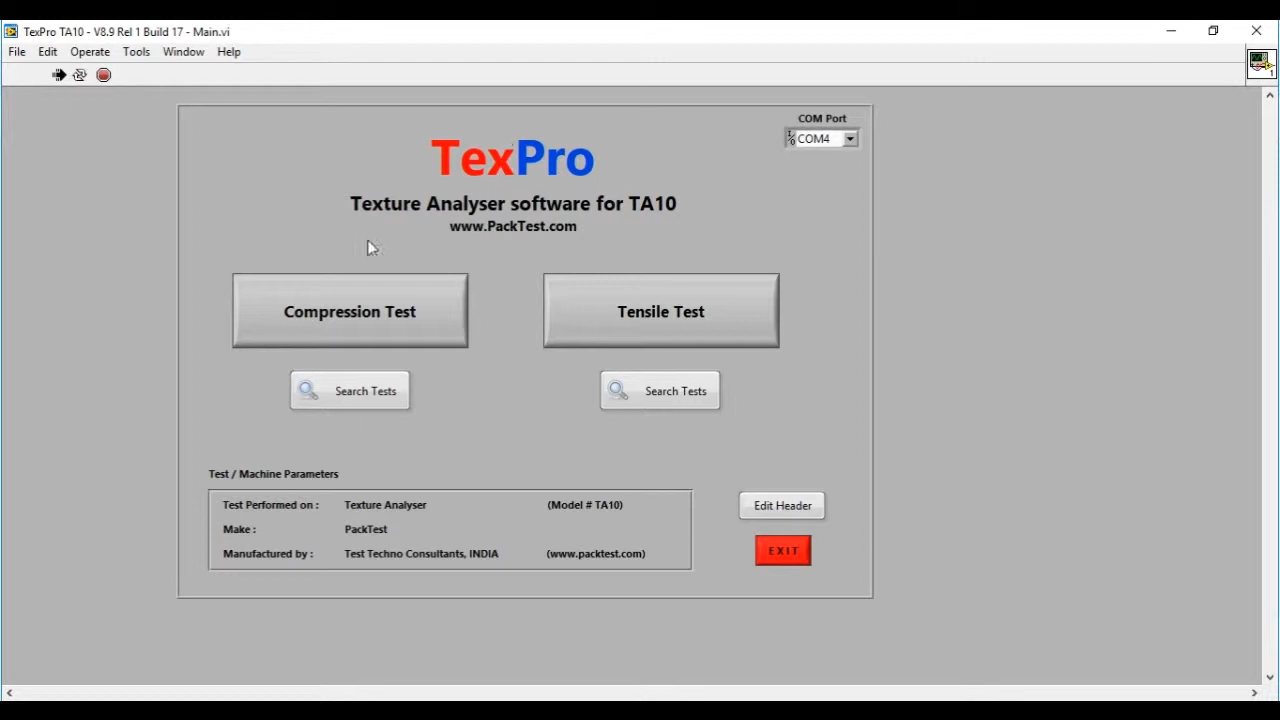 TexPro TA10 - V8.9 Rel 1 Build 17 - Main.vi
File Edit Operate Tools Window Help
COM Port
COM4
TexPro
Texture Analyser software for TA10
www.PackTest.com
Compression Test Tensile Test
Search Tests Search Tests
Test / Machine Parameters
Test Performed on : Texture Analyser (Model # TA10)
Make : PackTest
Manufactured by : Test Techno Consultants, INDIA (www.packtest.com)
Edit Header
EXIT